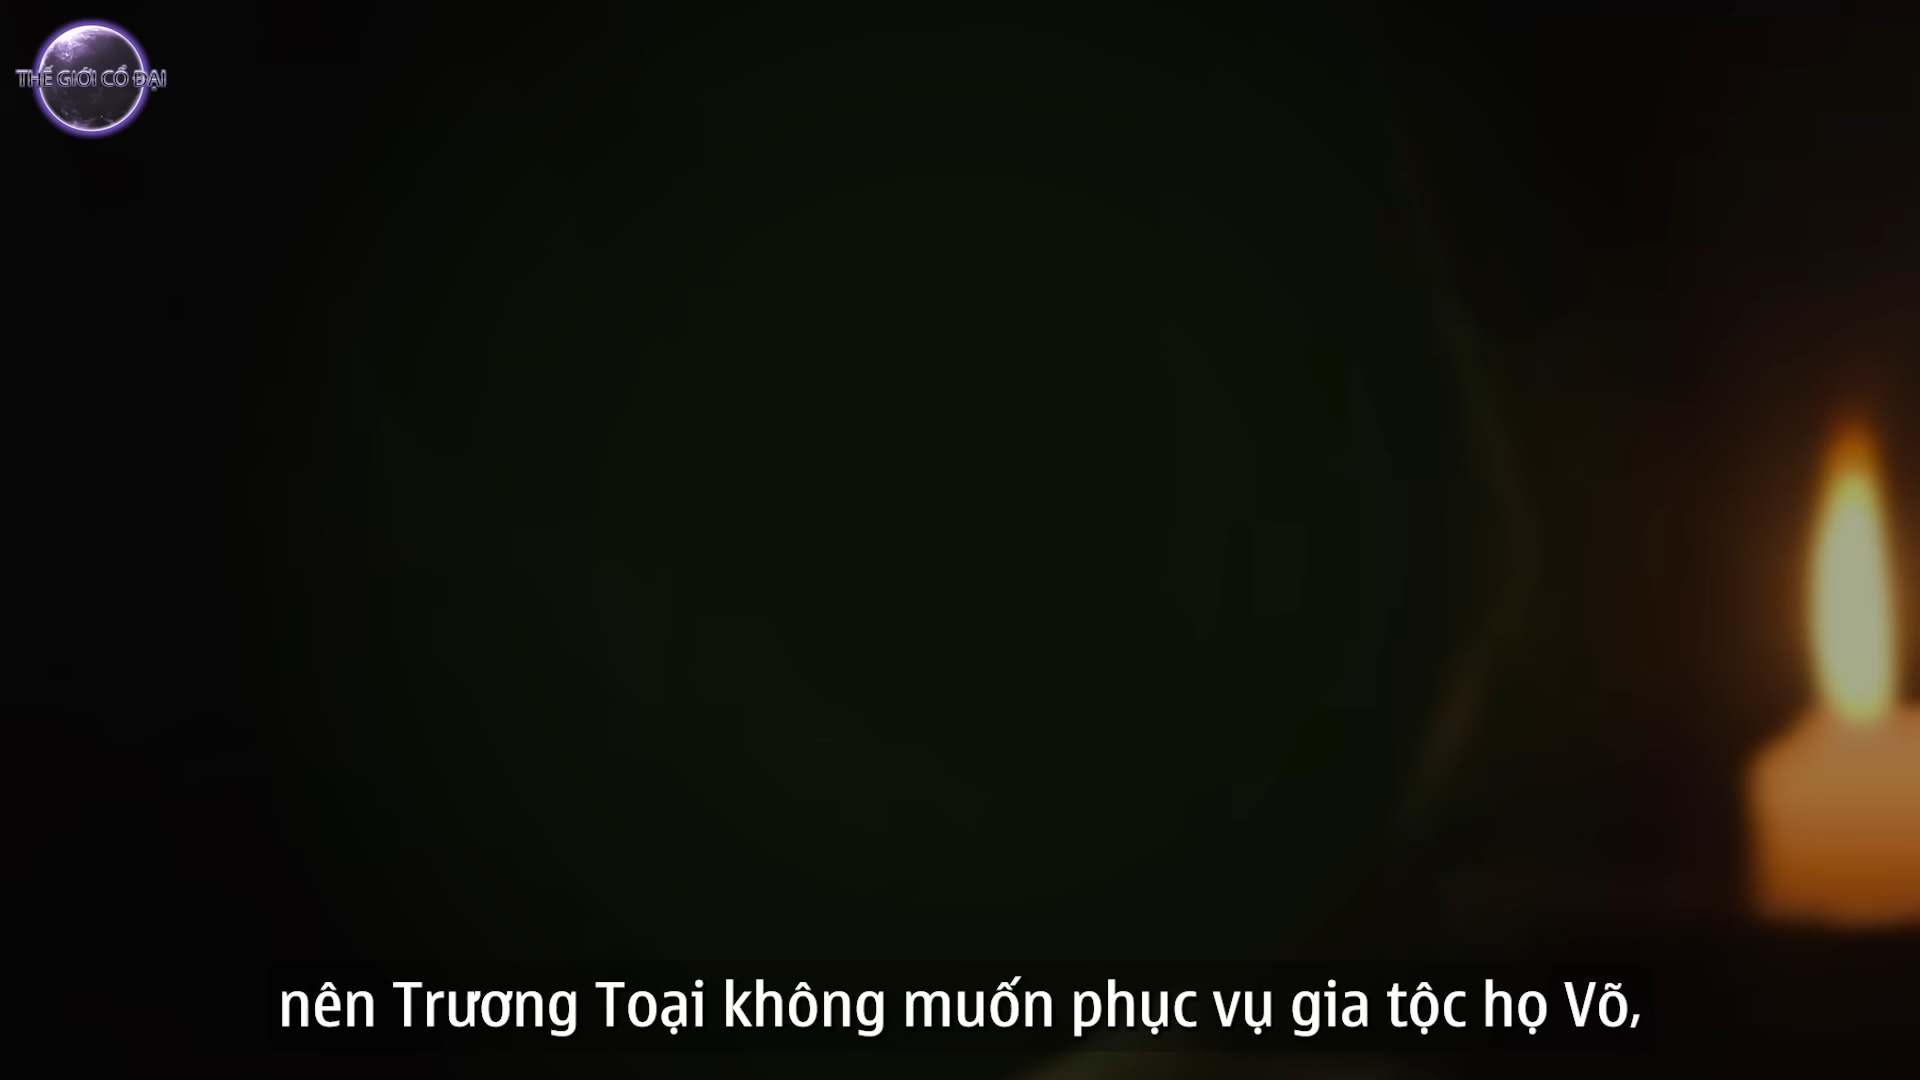 THẾ GIỚI CỔ ĐẠI
nên Trương Toại không muốn phục vụ gia tộc họ Võ,